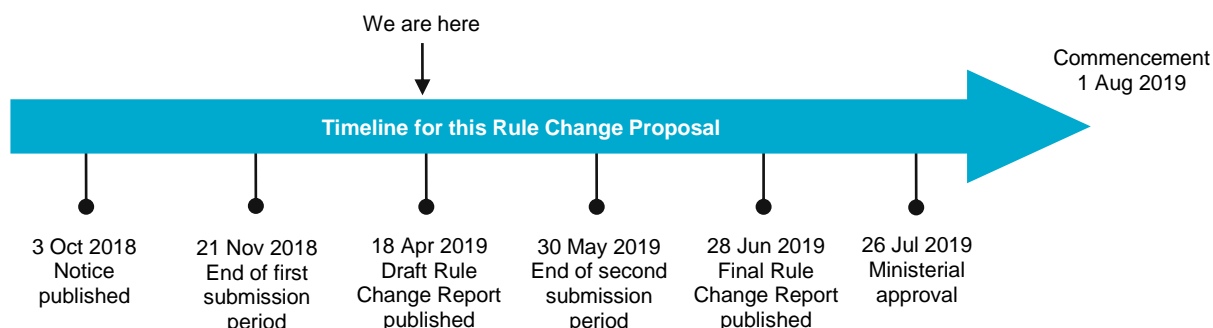 We are here
Commencement
1 Aug 2019
Timeline for this Rule Change Proposal
3 Oct 2018
Notice
published
21 Nov 2018
End of first
submission
period
18 Apr 2019
Draft Rule
Change Report
published
30 May 2019
End of second
submission
period
28 Jun 2019
Final Rule
Change Report
published
26 Jul 2019
Ministerial
approval